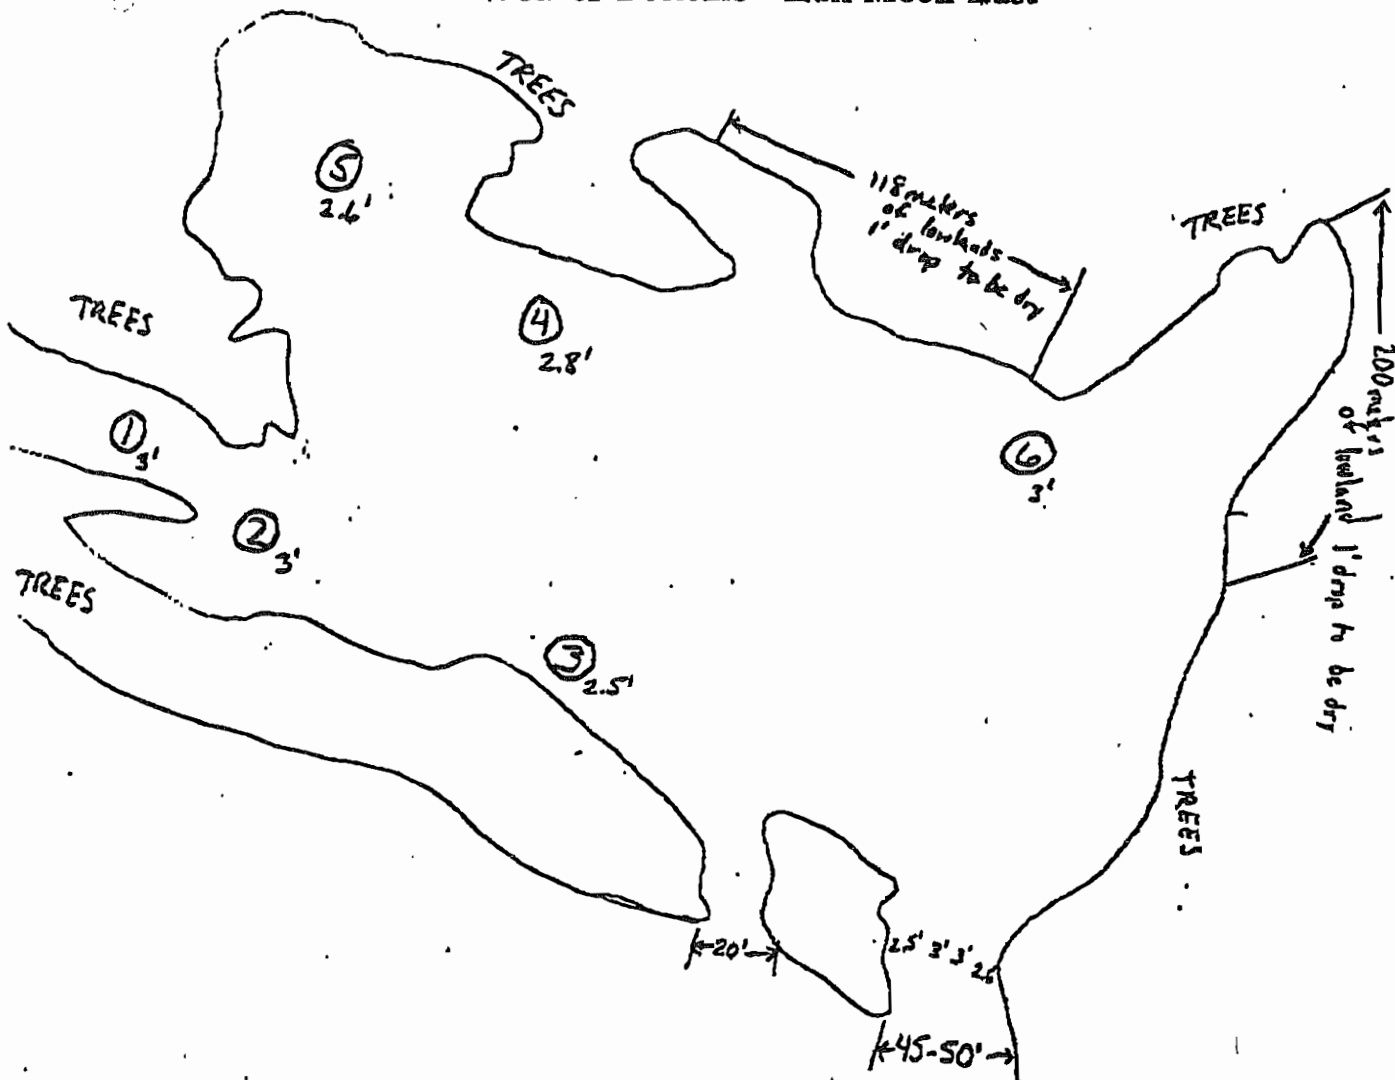 TREES
5
2.6'
118 meters
of lowlands
1' drop to be dry
TREES
TREES
4
2.8'
200 meters
of lowland 1' drop to be dry
1
3'
6
3'
2
3'
TREES
3
2.5'
TREES
20'
2.5' 3' 3'
45-50'